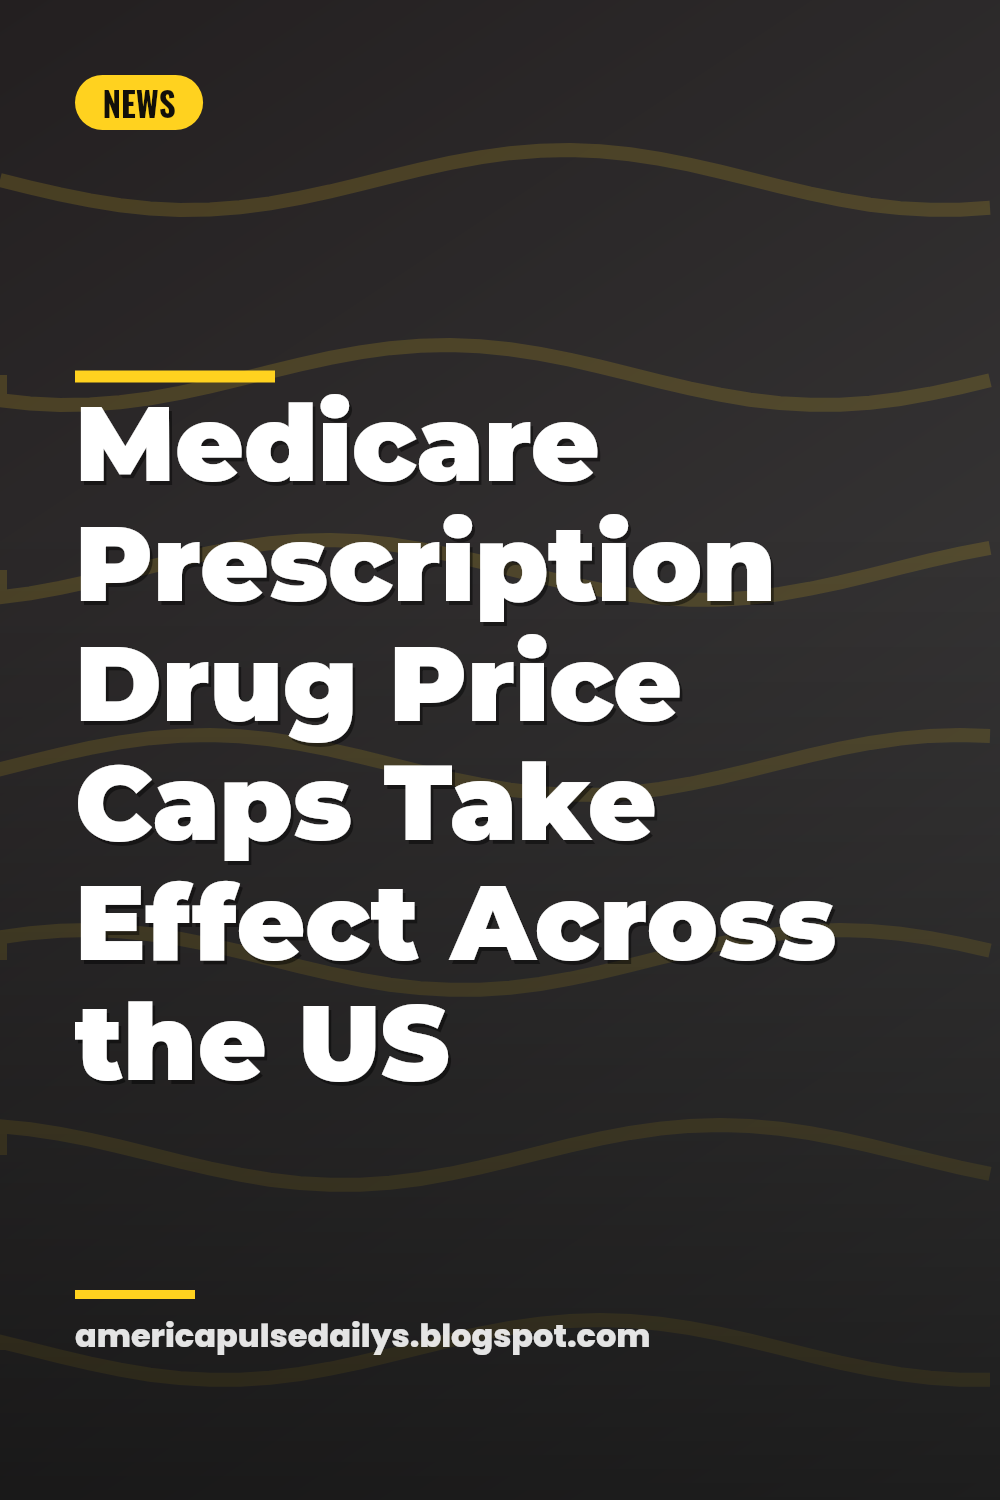 NEWS
Medicare
Prescription
Drug Price
Caps Take
Effect Across
the US
americapulsedailys.blogspot.com